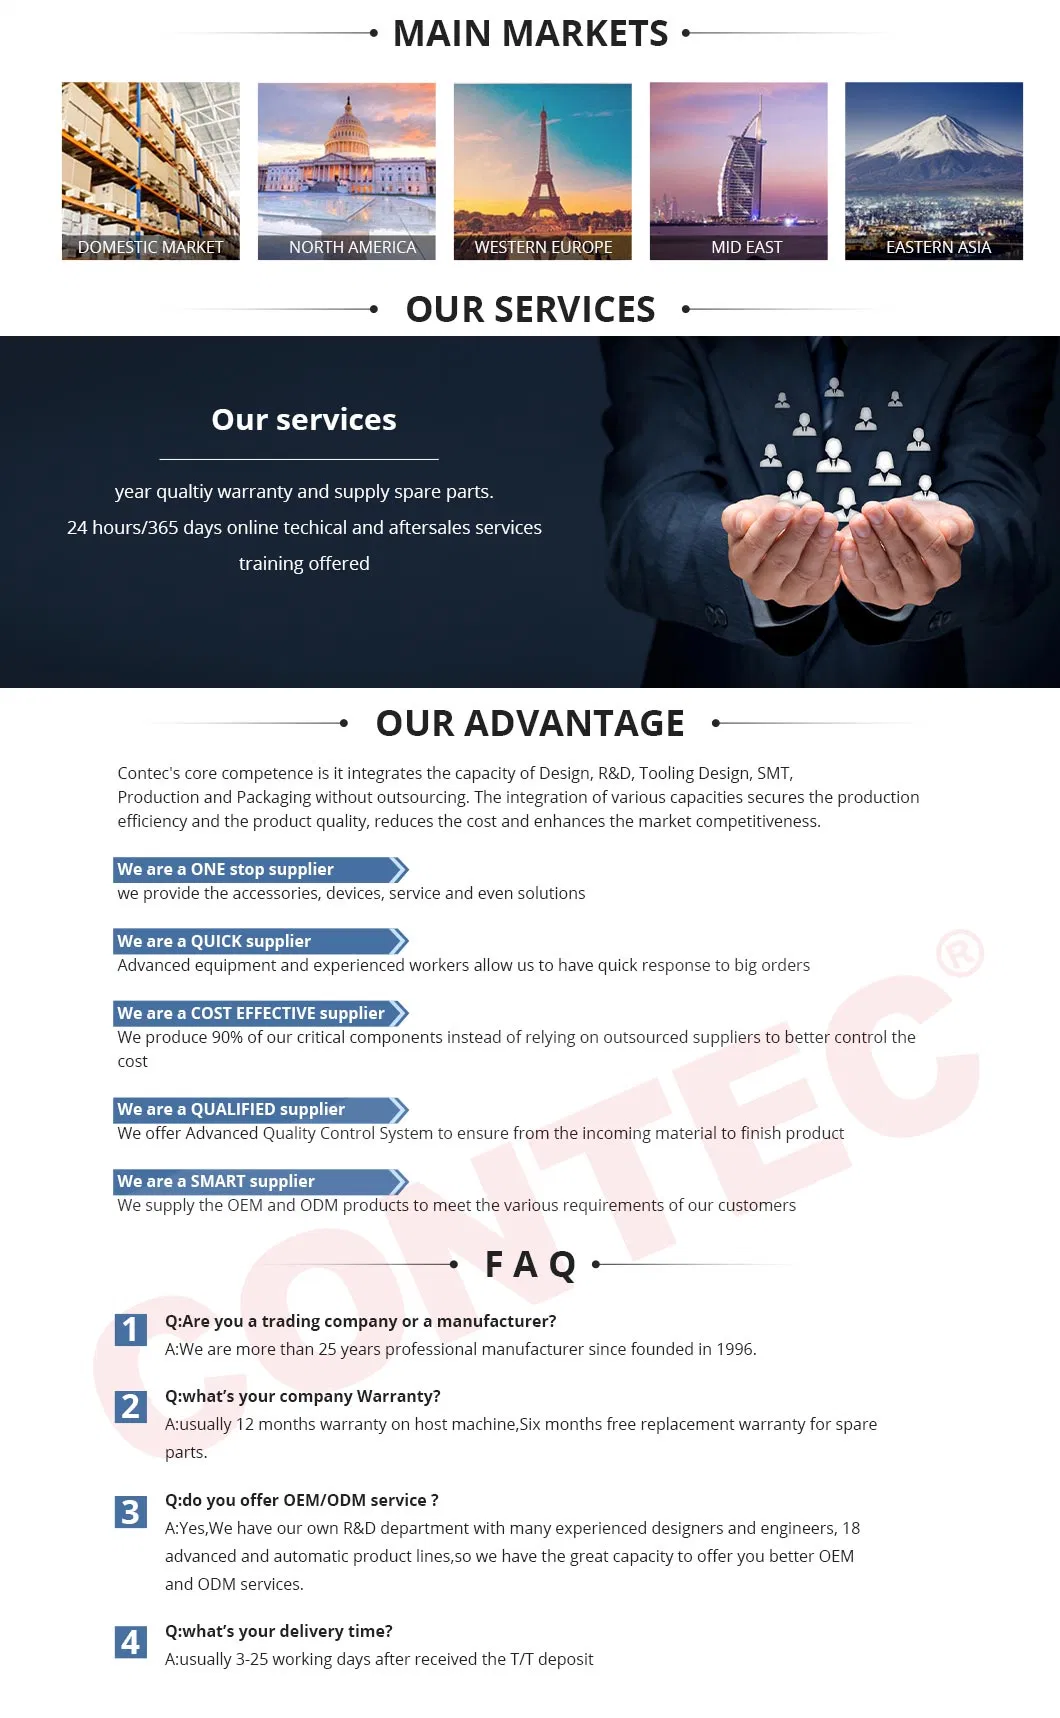 MAIN MARKETS
DOMESTIC MARKET
NORTH AMERICA
WESTERN EUROPE
MID EAST
EASTERN ASIA
OUR SERVICES
Our services
year qualtiy warranty and supply spare parts.
24 hours/365 days online techical and aftersales services
training offered
OUR ADVANTAGE
Contec's core competence is it integrates the capacity of Design, R&D, Tooling Design, SMT,
Production and Packaging without outsourcing. The integration of various capacities secures the production
efficiency and the product quality, reduces the cost and enhances the market competitiveness.
We are a ONE stop supplier
we provide the accessories, devices, service and even solutions
We are a QUICK supplier
Advanced equipment and experienced workers allow us to have quick response to big orders
We are a COST EFFECTIVE supplier
We produce 90% of our critical components instead of relying on outsourced suppliers to better control the
cost
We are a QUALIFIED supplier
We offer Advanced Quality Control System to ensure from the incoming material to finish product
We are a SMART supplier
We supply the OEM and ODM products to meet the various requirements of our customers
CONTEC®
F A Q
1
Q:Are you a trading company or a manufacturer?
A:We are more than 25 years professional manufacturer since founded in 1996.
2
Q:what’s your company Warranty?
A:usually 12 months warranty on host machine,Six months free replacement warranty for spare
parts.
3
Q:do you offer OEM/ODM service ?
A:Yes,We have our own R&D department with many experienced designers and engineers, 18
advanced and automatic product lines,so we have the great capacity to offer you better OEM
and ODM services.
4
Q:what’s your delivery time?
A:usually 3-25 working days after received the T/T deposit